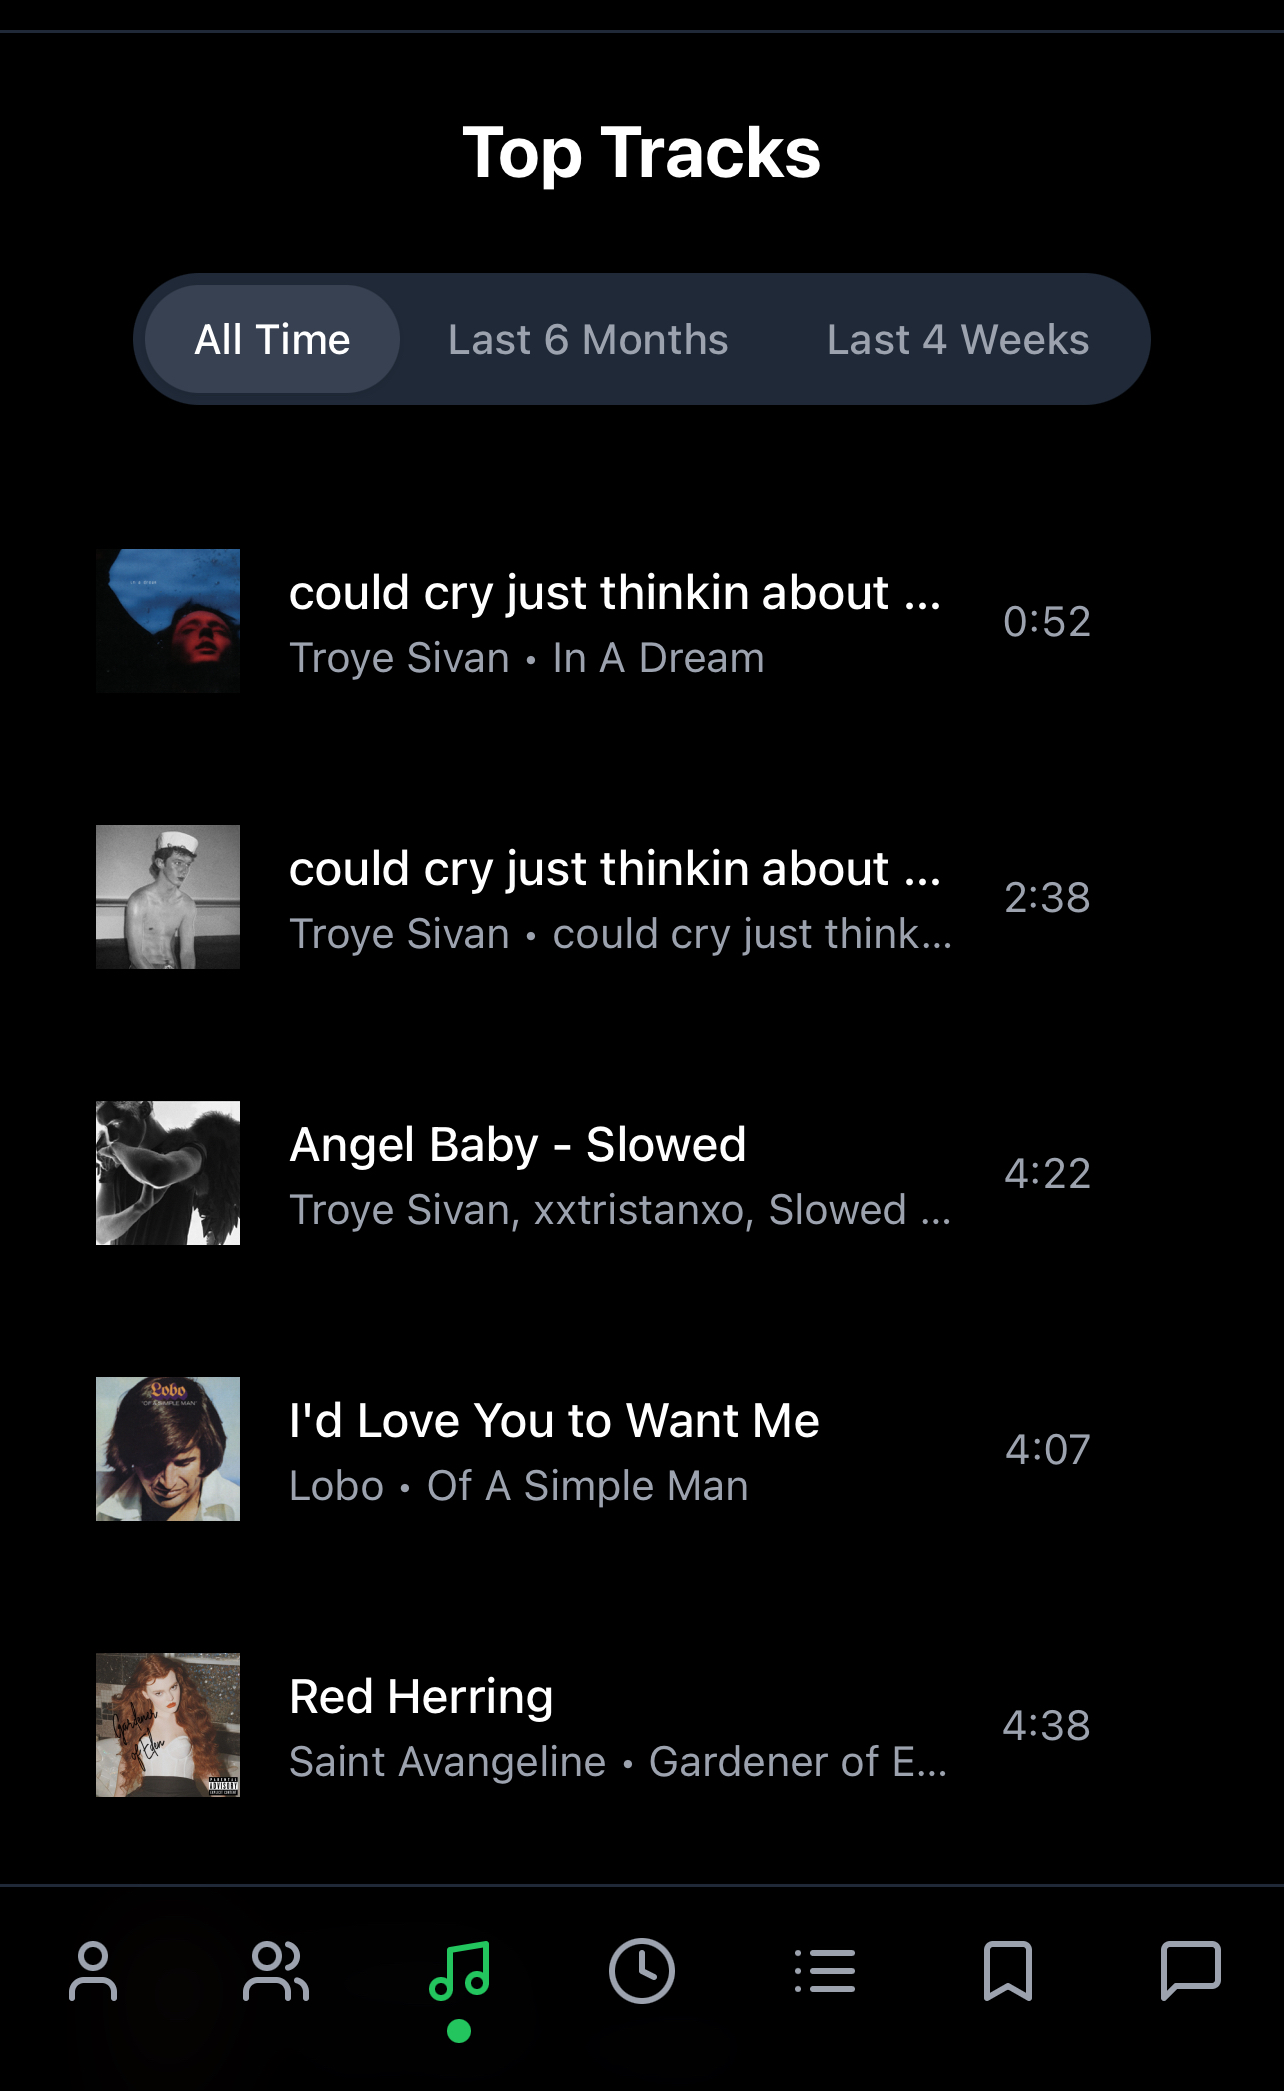 Top Tracks
All Time Last 6 Months Last 4 Weeks
could cry just thinkin about ...
0:52
Troye Sivan • In A Dream
could cry just thinkin about ...
2:38
Troye Sivan • could cry just think...
Angel Baby - Slowed
4:22
Troye Sivan, xxtristanxo, Slowed ...
Lobo
OF A SIMPLE MAN
I'd Love You to Want Me
4:07
Lobo • Of A Simple Man
Gardener
of Eden
Red Herring
4:38
Saint Avangeline • Gardener of E...
PARENTAL
ADVISORY